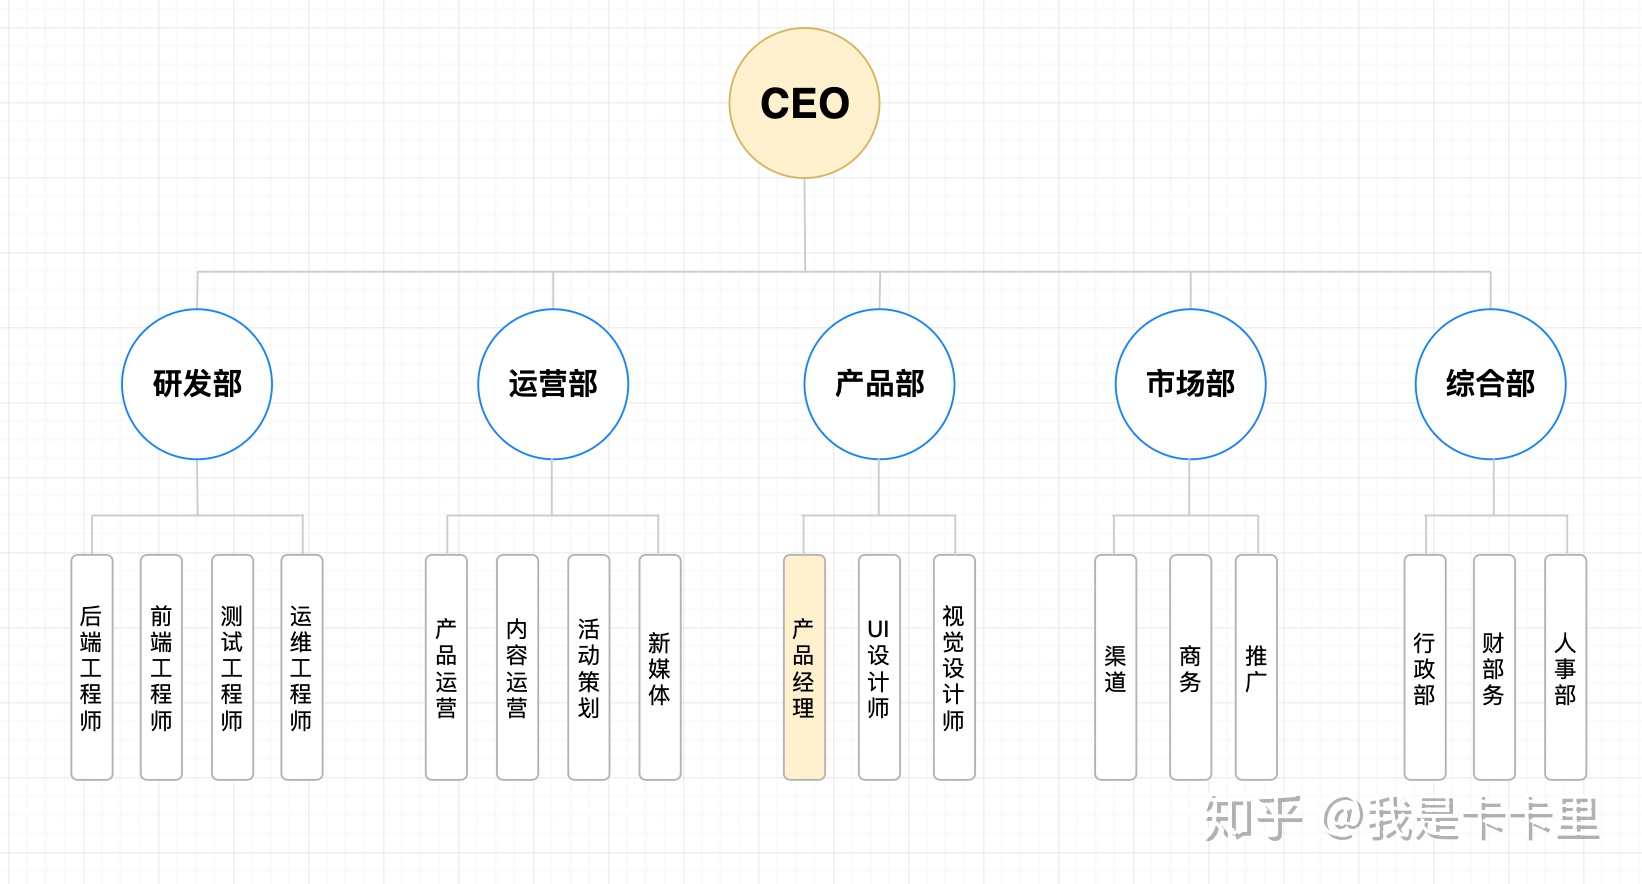 CEO
研发部
运营部
产品部
市场部
综合部
后端工程师
前端工程师
测试工程师
运维工程师
产品运营
内容运营
活动策划
新媒体
产品经理
UI设计师
视觉设计师
渠道
商务
推广
行政部
财部务
人事部
知乎 @我是卡卡里